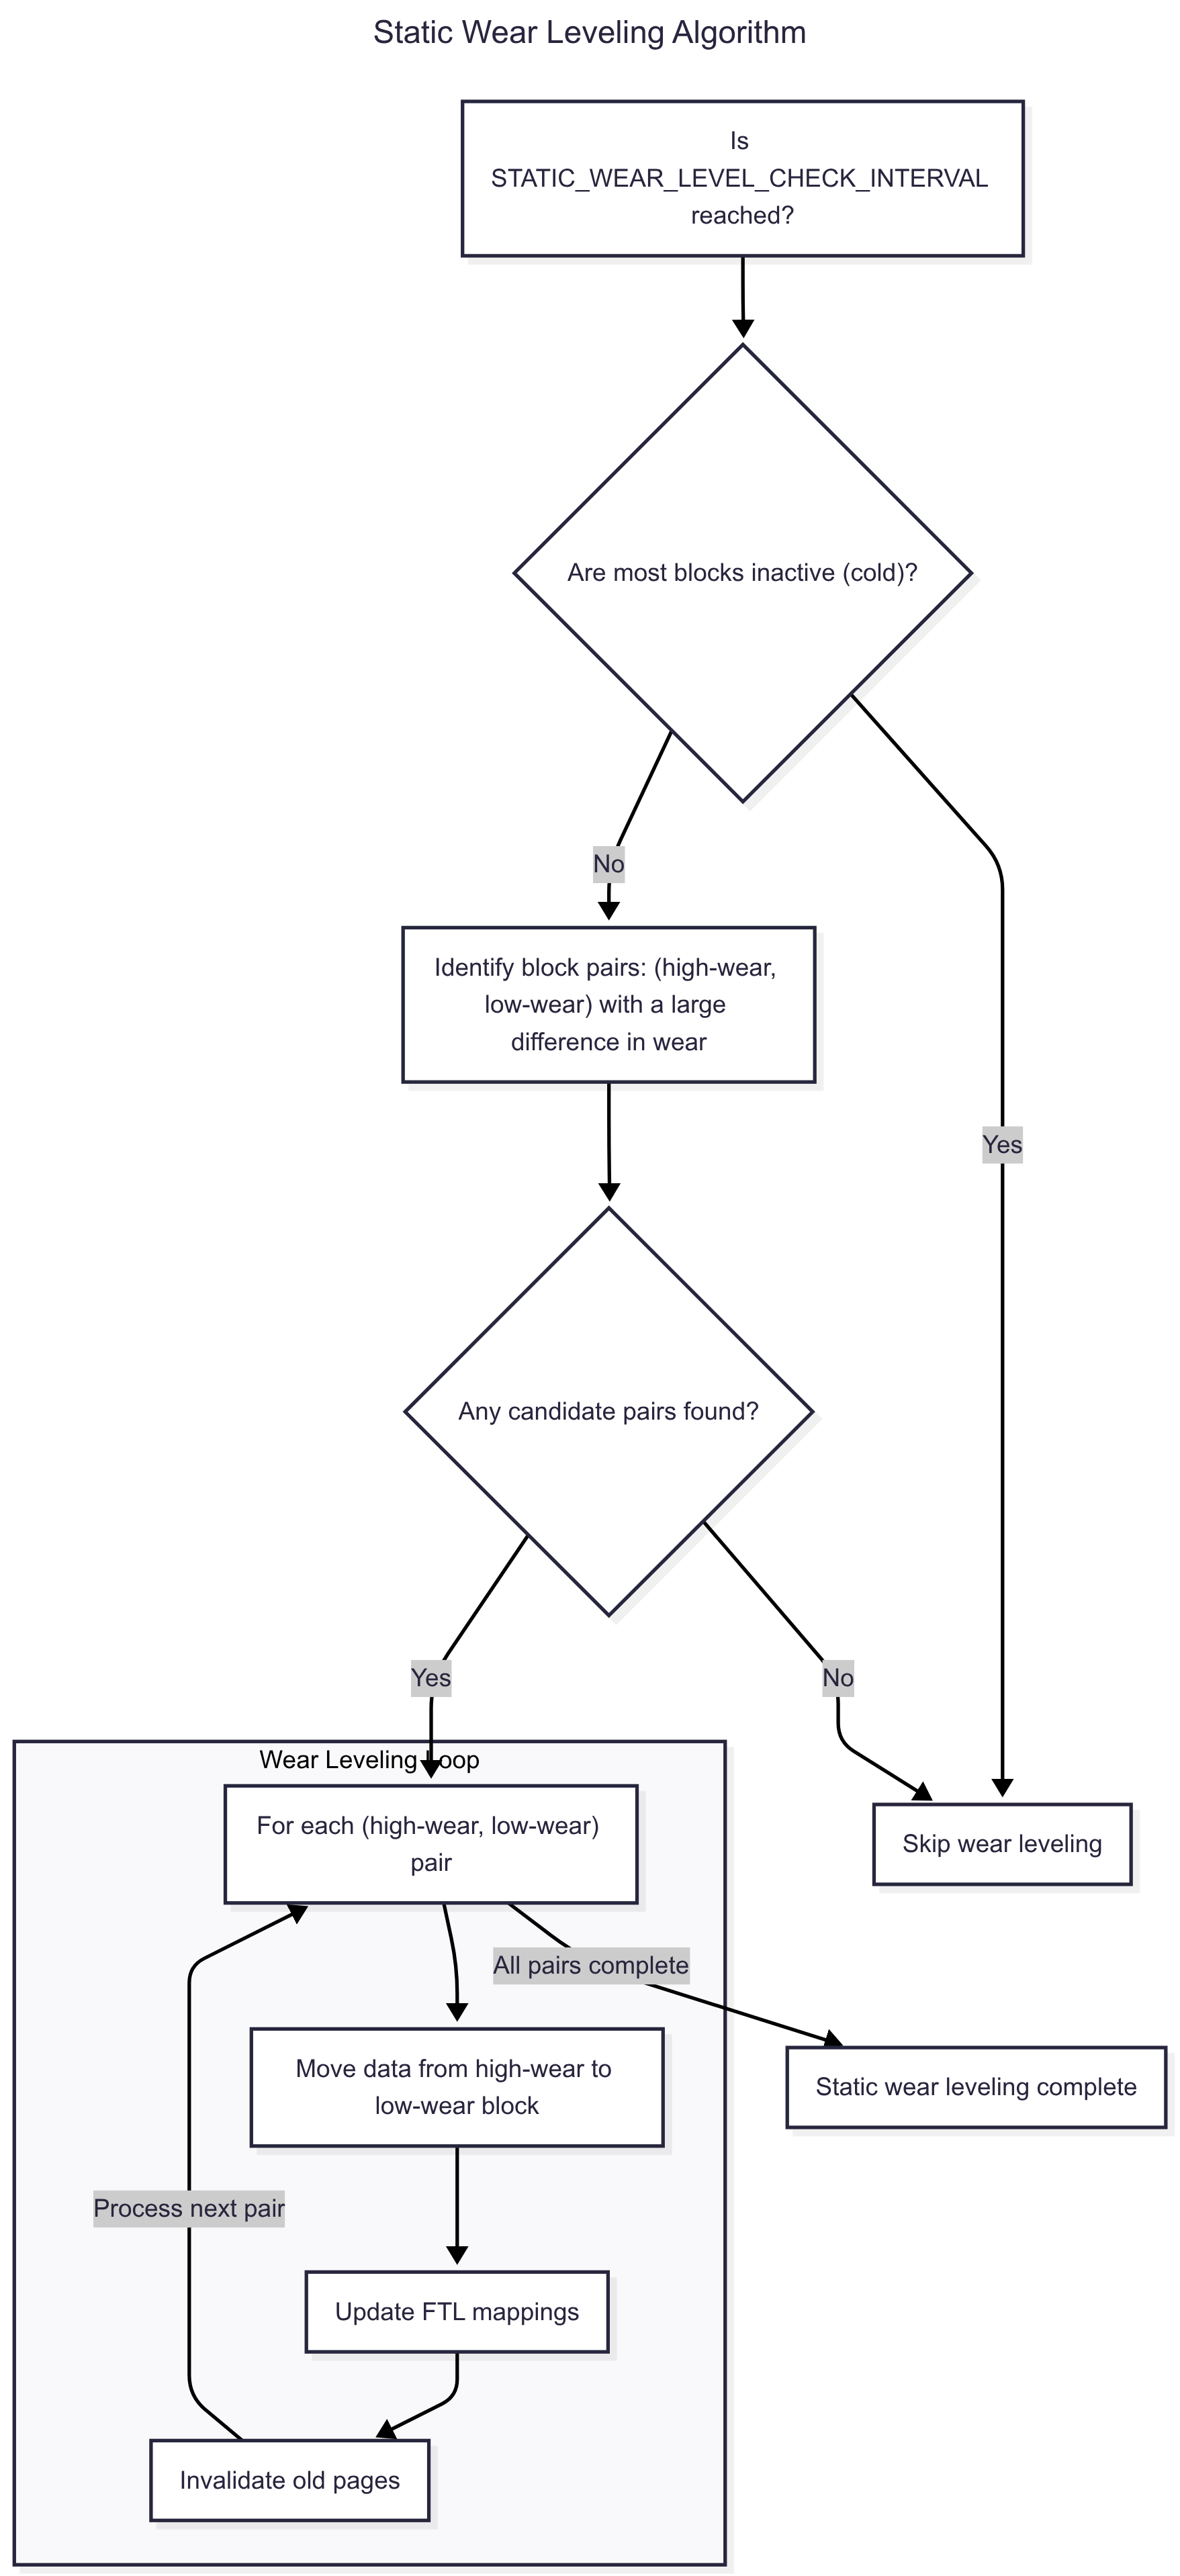 Static Wear Leveling Algorithm
Is
STATIC_WEAR_LEVEL_CHECK_INTERVAL
reached?
Are most blocks inactive (cold)?
No
Identify block pairs: (high-wear,
low-wear) with a large
difference in wear
Yes
Any candidate pairs found?
Yes
No
Wear Leveling Loop
For each (high-wear, low-wear)
pair
Skip wear leveling
All pairs complete
Move data from high-wear to
low-wear block
Static wear leveling complete
Process next pair
Update FTL mappings
Invalidate old pages